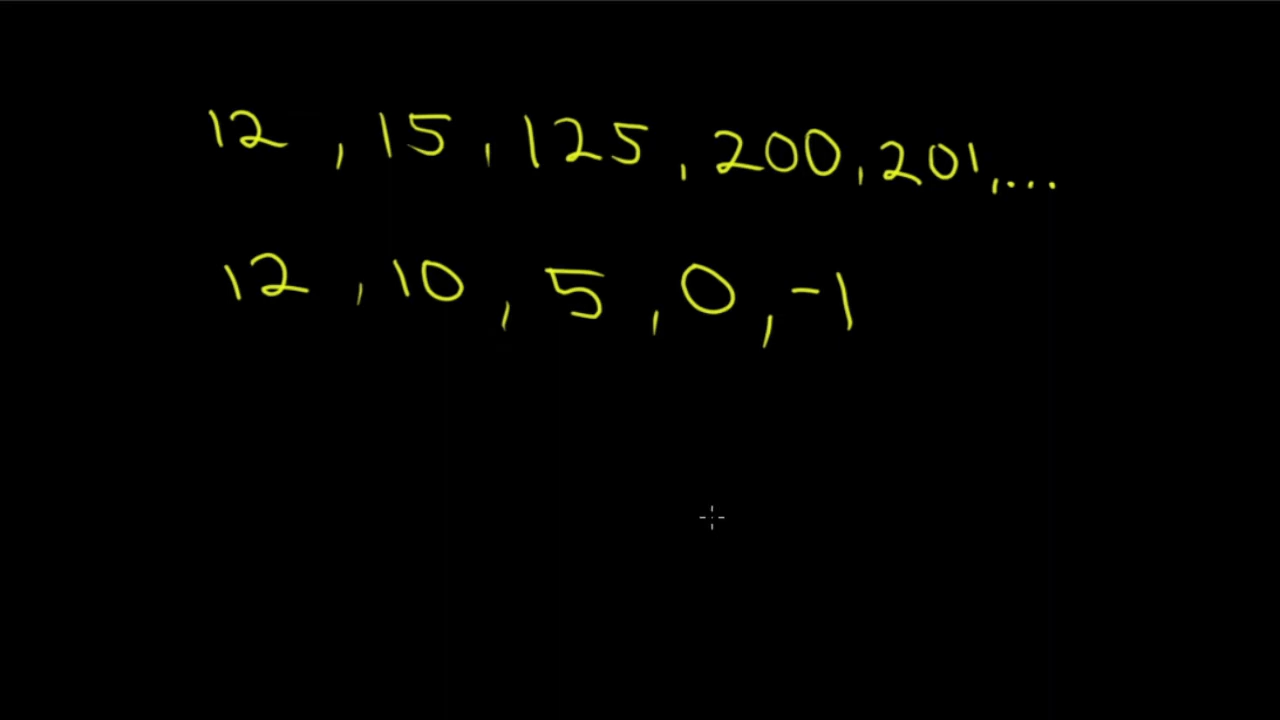 12, 15, 125, 200, 201, ...
12, 10, 5, 0, -1